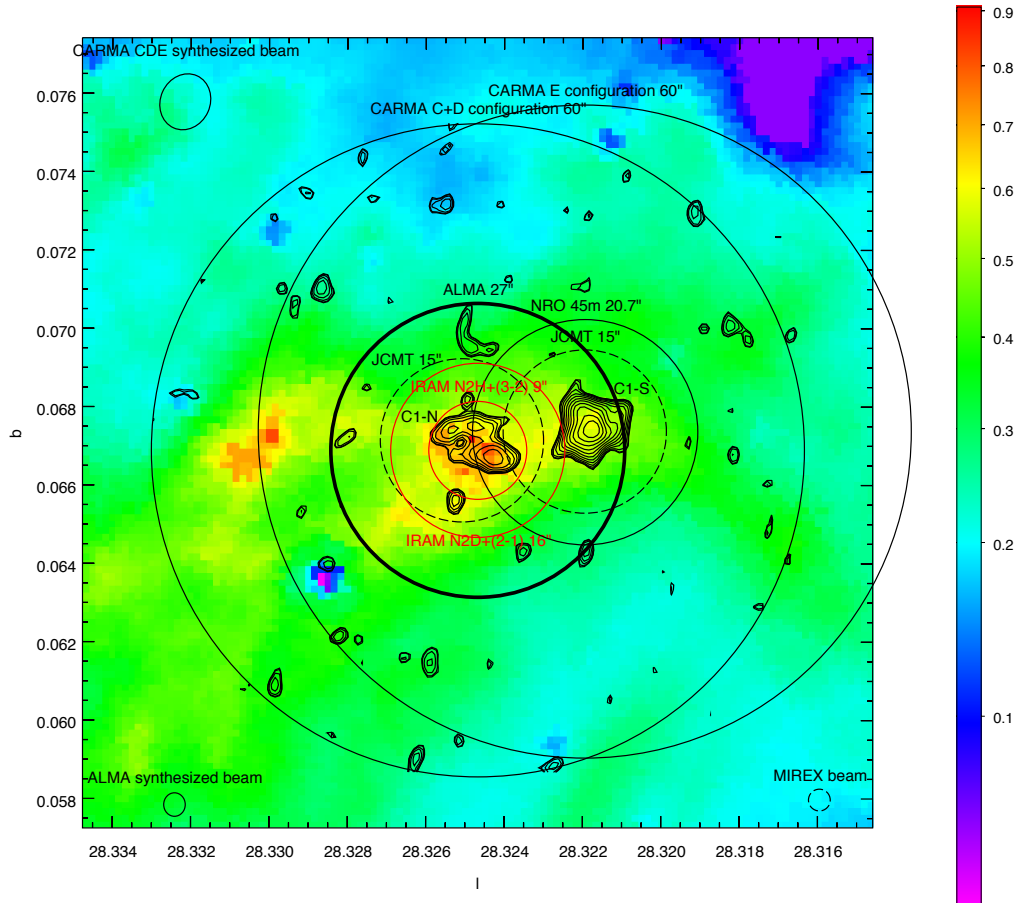 CARMA CDE synthesized beam
CARMA E configuration 60"
CARMA C+D configuration 60"
ALMA 27"
NRO 45m 20.7"
JCMT 15"
JCMT 15"
IRAM N2H+(3-2) 9"
C1-S
C1-N
IRAM N2D+(2-1) 16"
ALMA synthesized beam
MIREX beam
0.076
0.074
0.072
0.070
0.068
0.066
0.064
0.062
0.060
0.058
b
28.334
28.332
28.330
28.328
28.326
28.324
28.322
28.320
28.318
28.316
l
0.9
0.8
0.7
0.6
0.5
0.4
0.3
0.2
0.1